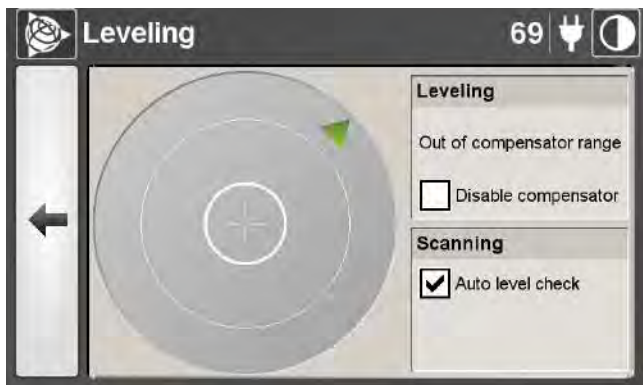 Leveling
69
Leveling
Out of compensator range
Disable compensator
Scanning
Auto level check